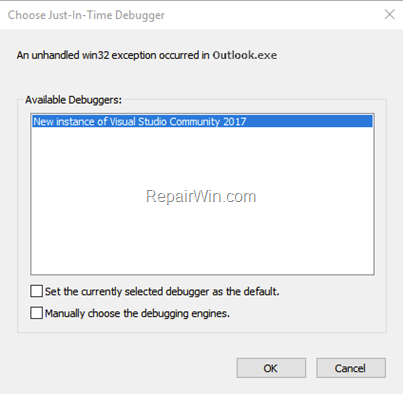 Choose Just-In-Time Debugger
An unhandled win32 exception occurred in Outlook.exe
Available Debuggers:
New instance of Visual Studio Community 2017
RepairWin.com
Set the currently selected debugger as the default.
Manually choose the debugging engines.
OK Cancel